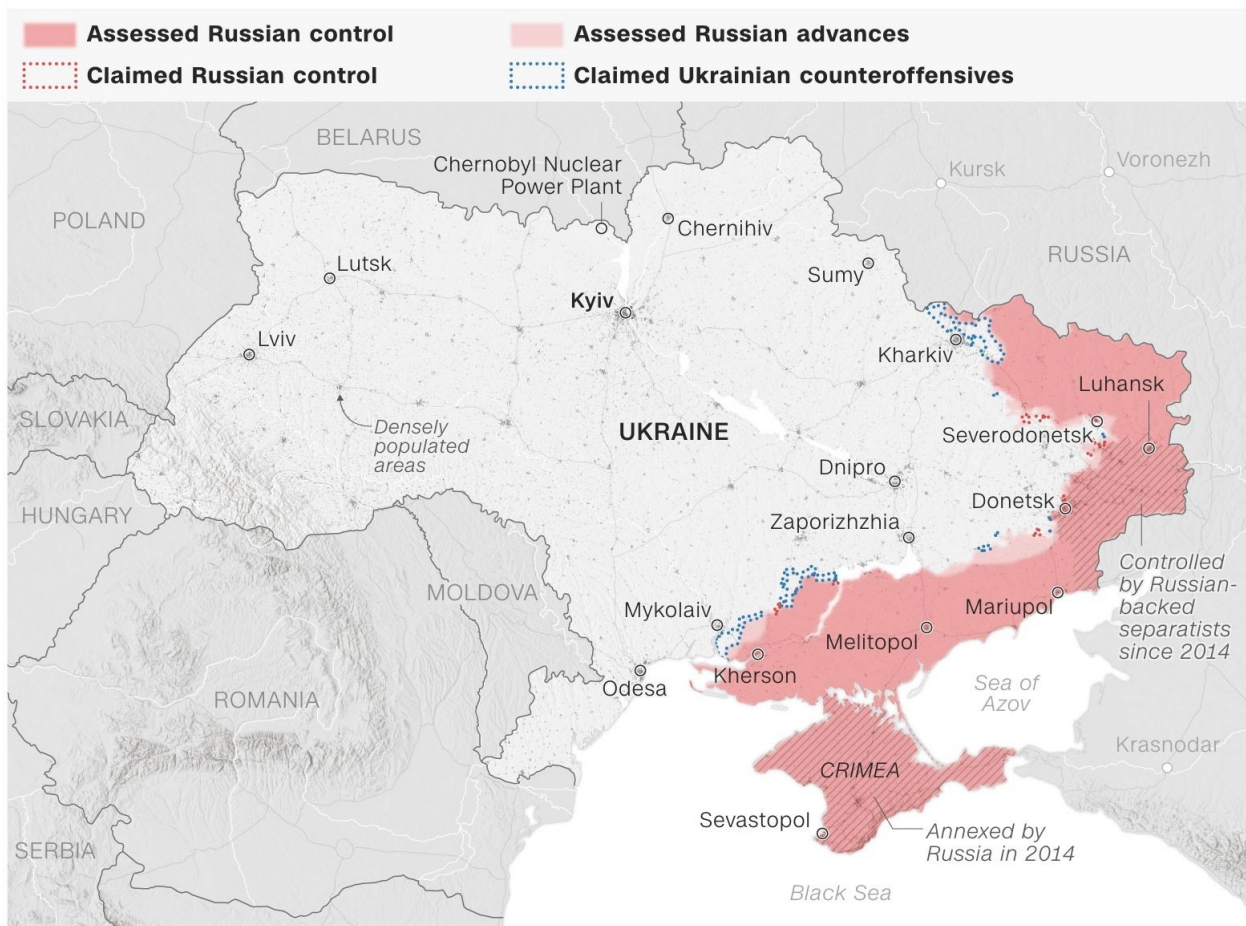 Assessed Russian control
Assessed Russian advances
Claimed Russian control
Claimed Ukrainian counteroffensives
BELARUS
Chernobyl Nuclear
Power Plant
Kursk
Voronezh
POLAND
Chernihiv
RUSSIA
Lutsk
Sumy
Kyiv
Lviv
Kharkiv
Luhansk
SLOVAKIA
Densely
populated
areas
UKRAINE
Severodonetsk
Dnipro
HUNGARY
Donetsk
Zaporizhzhia
Controlled
by Russian-
backed
separatists
since 2014
MOLDOVA
Mykolaiv
Mariupol
Melitopol
Kherson
Odesa
ROMANIA
Sea of
Azov
Krasnodar
CRIMEA
Sevastopol
Annexed by
Russia in 2014
SERBIA
Black Sea